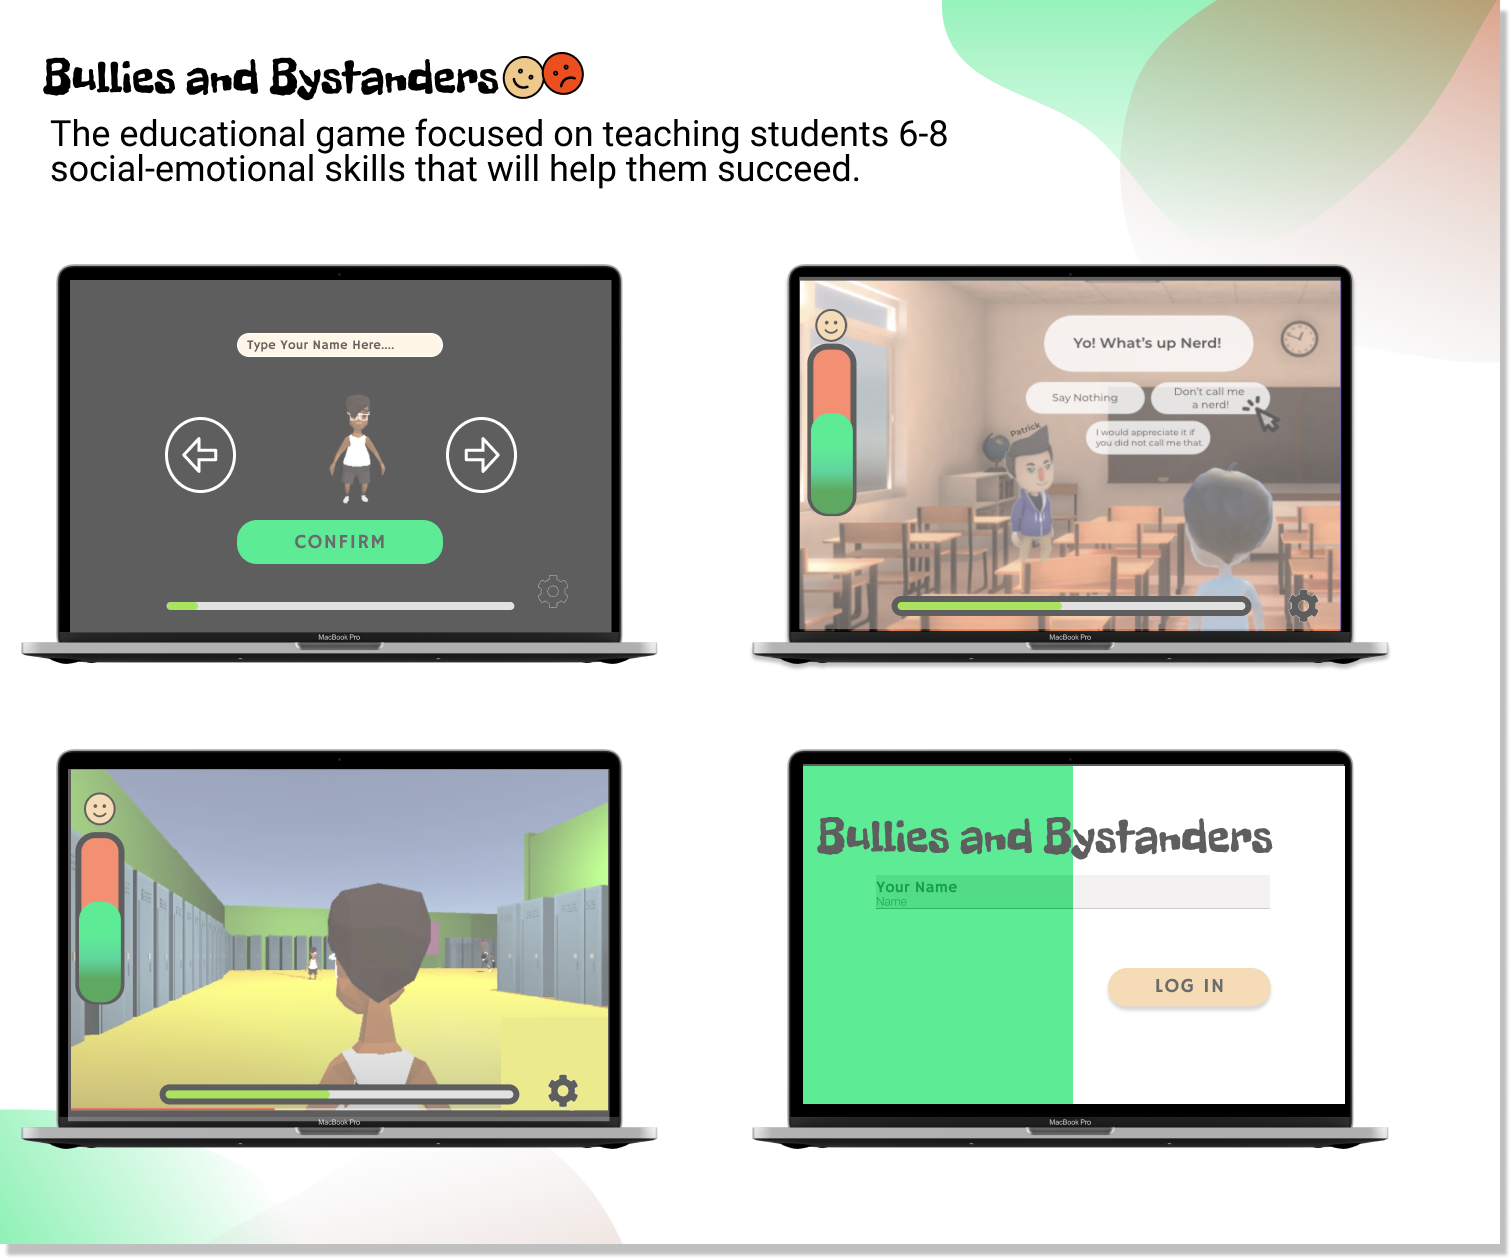 Bullies and Bystanders
The educational game focused on teaching students 6-8
social-emotional skills that will help them succeed.
Type Your Name Here....
CONFIRM
MacBook Pro
Yo! What's up Nerd!
Say Nothing
Don't call me
a nerd!
I would appreciate it if
you did not call me that.
Patrick
MacBook Pro
MacBook Pro
Bullies and Bystanders
Your Name
Name
LOG IN
MacBook Pro